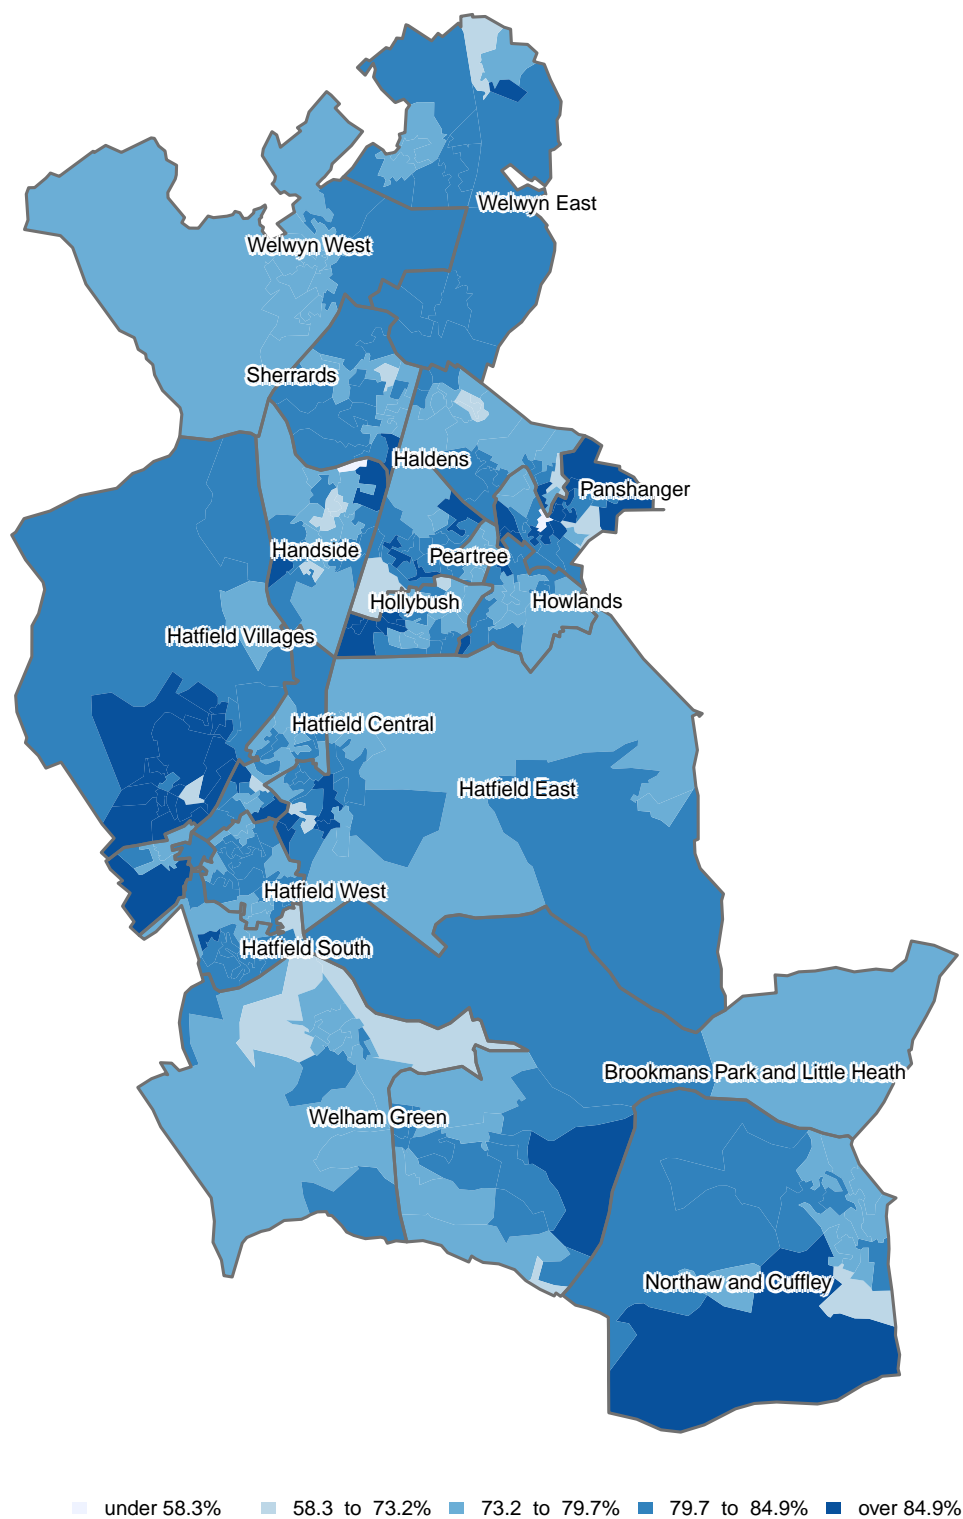 Welwyn East
Welwyn West
Sherrards
Haldens
Panshanger
Handside
Peartree
Hollybush
Howlands
Hatfield Villages
Hatfield Central
Hatfield East
Hatfield West
Hatfield South
Brookmans Park and Little Heath
Welham Green
Northaw and Cuffley
under 58.3% 58.3 to 73.2% 73.2 to 79.7% 79.7 to 84.9% over 84.9%